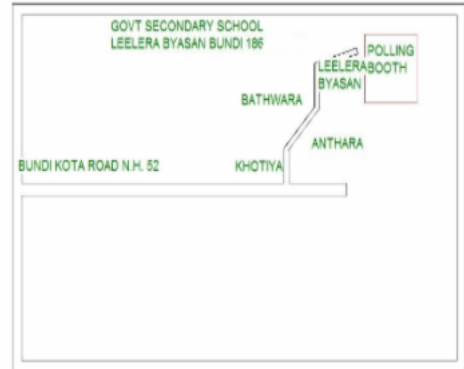 GOVT SECONDARY SCHOOL
LEELERA BYASAN BUNDI 186
POLLING
BOOTH
LEELERA
BYASAN
BATHWARA
ANTHARA
BUNDI KOTA ROAD N.H. 52
KHOTIYA